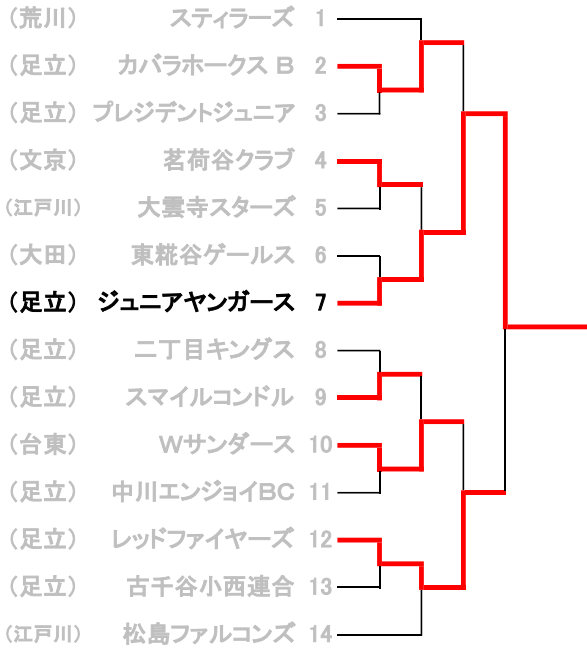 （荒川） スティラーズ 1
（足立） カバラホークス B 2
（足立） プレジデントジュニア 3
（文京） 茗荷谷クラブ 4
（江戸川） 大雲寺スターズ 5
（大田） 東糀谷ゲールス 6
（足立） ジュニアヤンガース 7
（足立） 二丁目キングス 8
（足立） スマイルコンドル 9
（台東） Wサンダース 10
（足立） 中川エンジョイBC 11
（足立） レッドファイヤーズ 12
（足立） 古千谷小西連合 13
（江戸川） 松島ファルコンズ 14